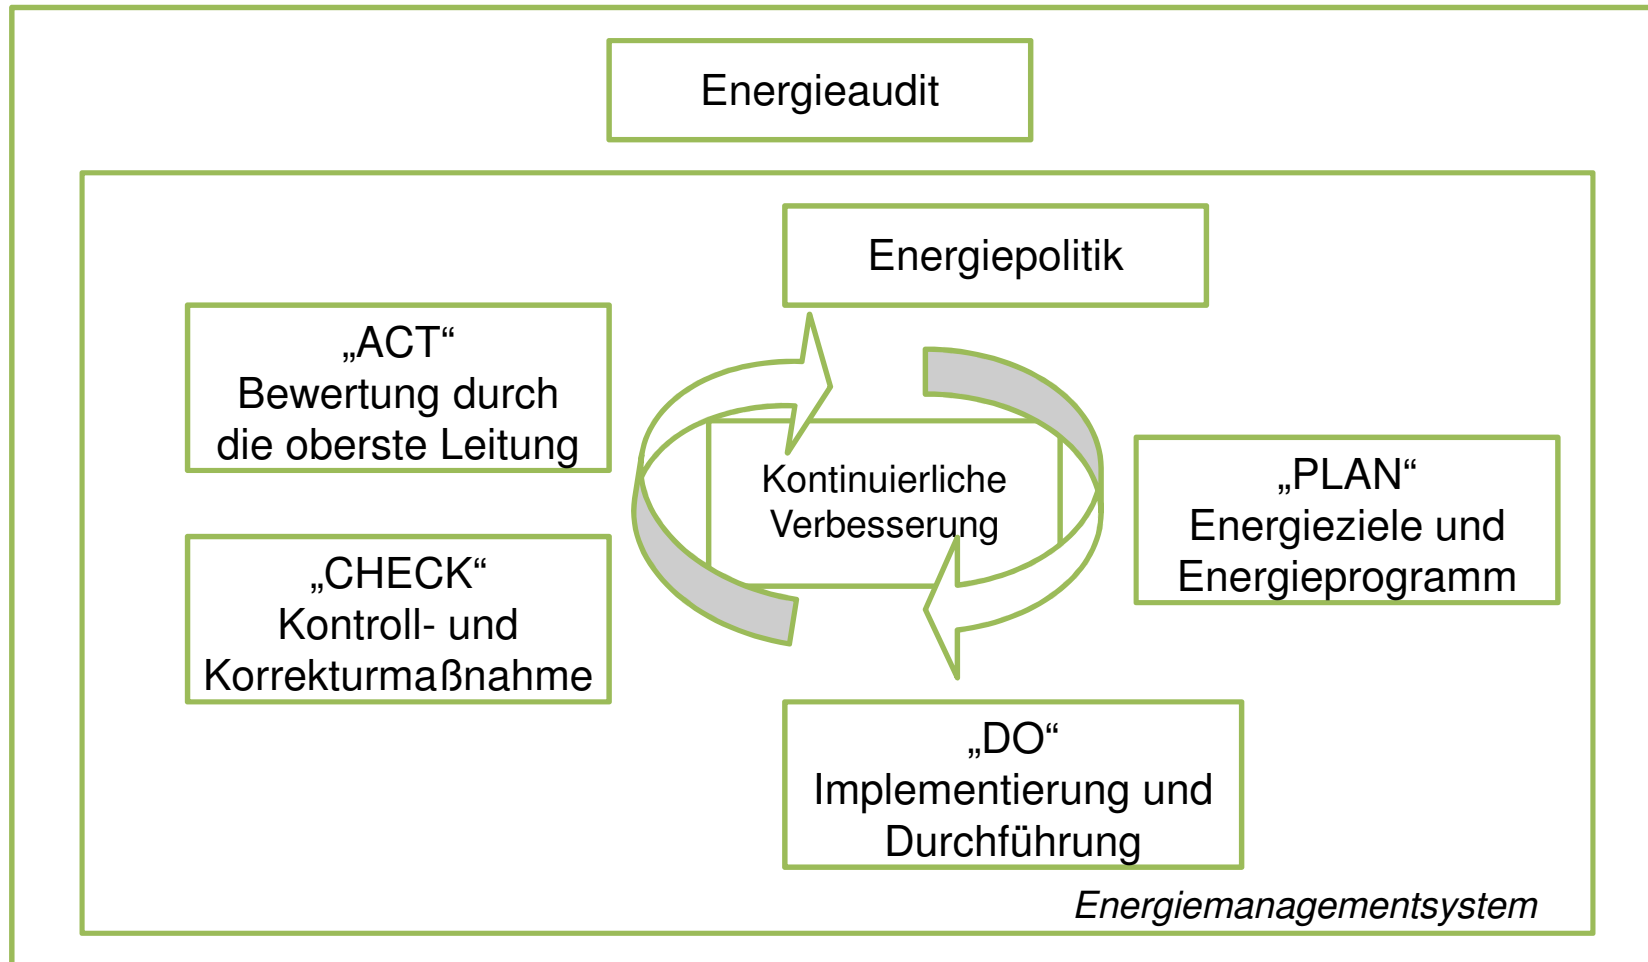 Energieaudit
Energiepolitik
„ACT“
Bewertung durch
die oberste Leitung
Kontinuierliche
Verbesserung
„PLAN“
Energieziele und
Energieprogramm
„CHECK“
Kontroll- und
Korrekturmaßnahme
„DO“
Implementierung und
Durchführung
Energiemanagementsystem